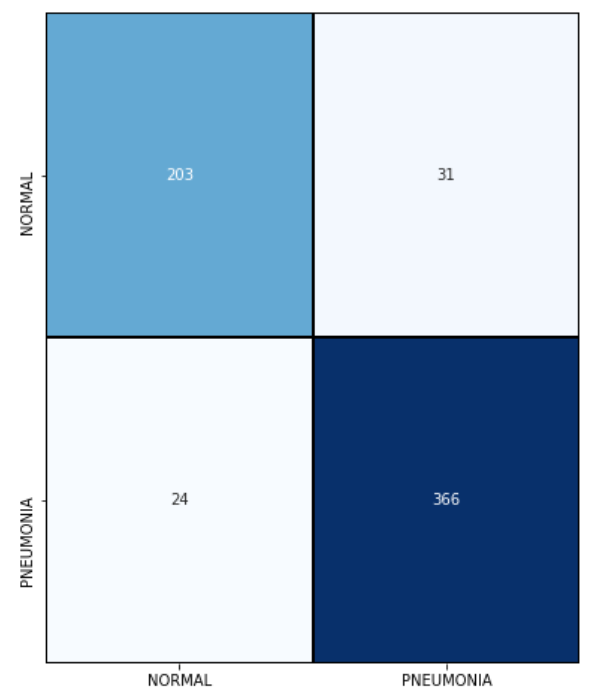 NORMAL
203
31
PNEUMONIA
24
366
NORMAL
PNEUMONIA